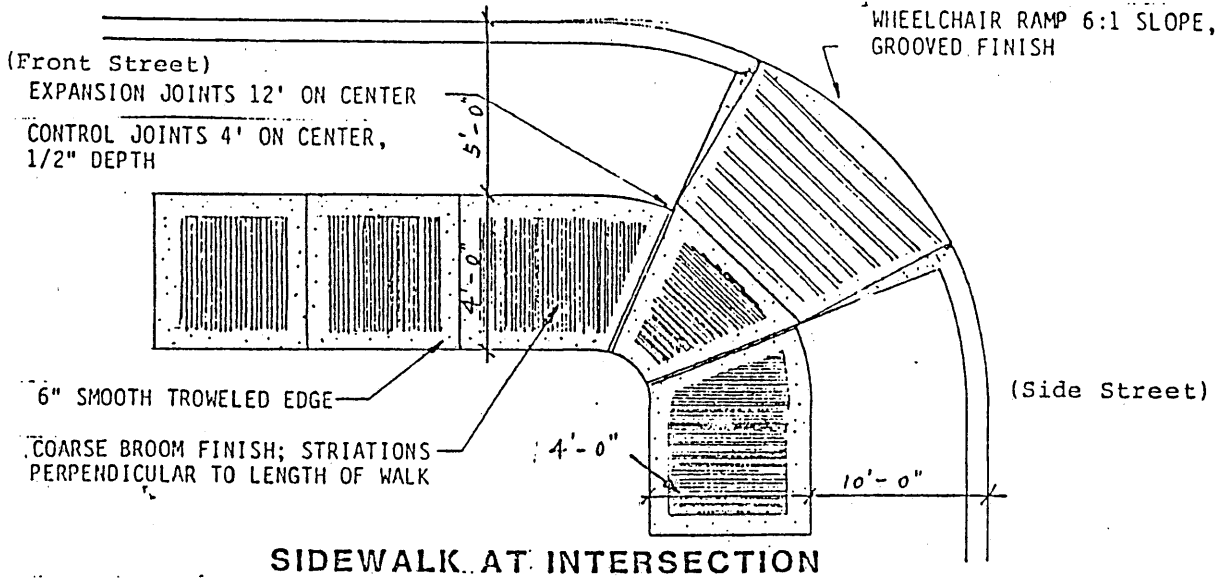 WHEELCHAIR RAMP 6:1 SLOPE,
GROOVED FINISH
(Front Street)
EXPANSION JOINTS 12' ON CENTER
CONTROL JOINTS 4' ON CENTER,
1/2" DEPTH
5'-0"
4'-0"
6" SMOOTH TROWELED EDGE
COARSE BROOM FINISH; STRIATIONS
PERPENDICULAR TO LENGTH OF WALK
(Side Street)
4'-0"
10'-0"
SIDEWALK AT INTERSECTION